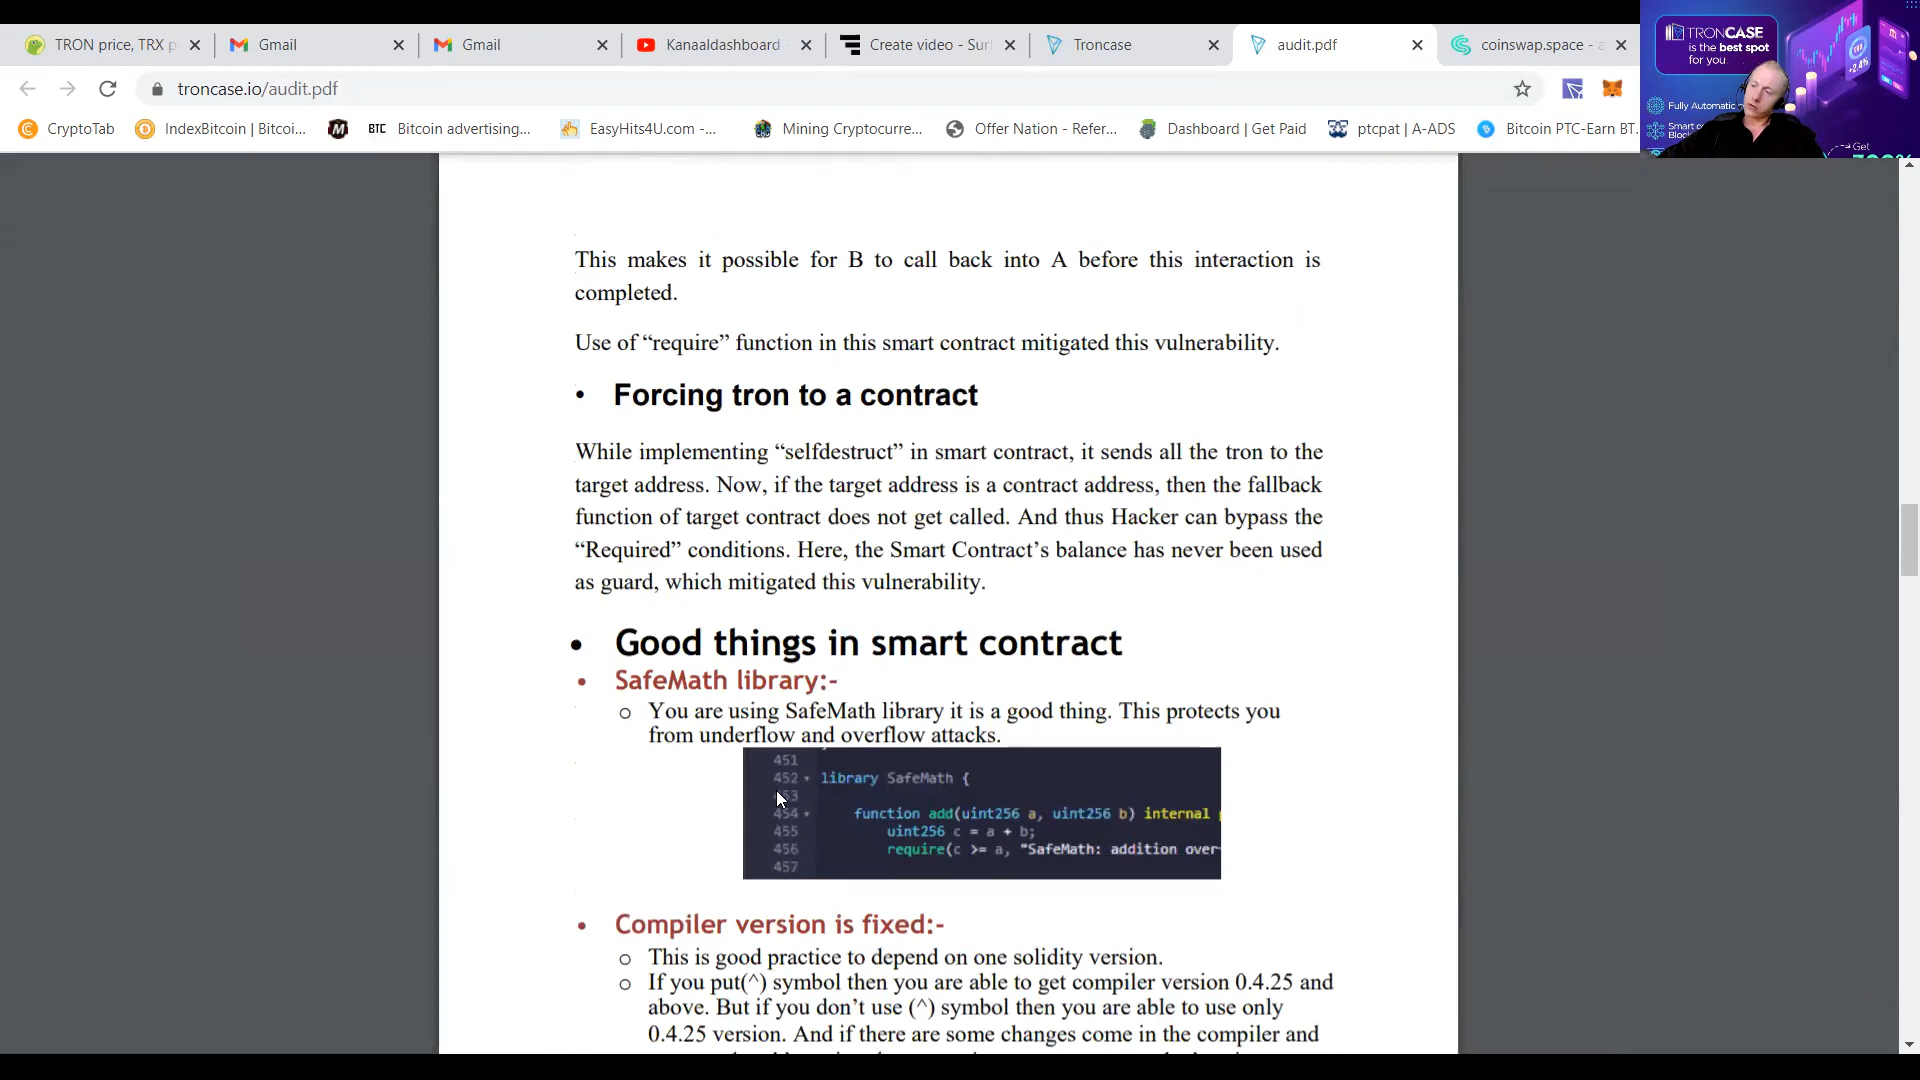 TRON price, TRX p
Gmail
Gmail
Kanaaldashboard
Create video - Sur
Troncase
audit.pdf
coinswap.space - a
troncase.io/audit.pdf
CryptoTab
IndexBitcoin | Bitcoi...
BTC Bitcoin advertising...
EasyHits4U.com -...
Mining Cryptocurre...
Offer Nation - Refer...
Dashboard | Get Paid
ptcpat | A-ADS
Bitcoin PTC-Earn BT.
TRONCASE
is the best spot
for you
TRX
+2.4%
Fully Automatic
Smart co
Block
Get
This makes it possible for B to call back into A before this interaction is
completed.
Use of “require” function in this smart contract mitigated this vulnerability.
• Forcing tron to a contract
While implementing “selfdestruct” in smart contract, it sends all the tron to the
target address. Now, if the target address is a contract address, then the fallback
function of target contract does not get called. And thus Hacker can bypass the
“Required” conditions. Here, the Smart Contract’s balance has never been used
as guard, which mitigated this vulnerability.
• Good things in smart contract
• SafeMath library:-
o You are using SafeMath library it is a good thing. This protects you
from underflow and overflow attacks.
451
452 library SafeMath {
453
454 function add(uint256 a, uint256 b) internal
455 uint256 c = a + b;
456 require(c >= a, "SafeMath: addition over
457
• Compiler version is fixed:-
o This is good practice to depend on one solidity version.
o If you put(^) symbol then you are able to get compiler version 0.4.25 and
above. But if you don’t use (^) symbol then you are able to use only
0.4.25 version. And if there are some changes come in the compiler and